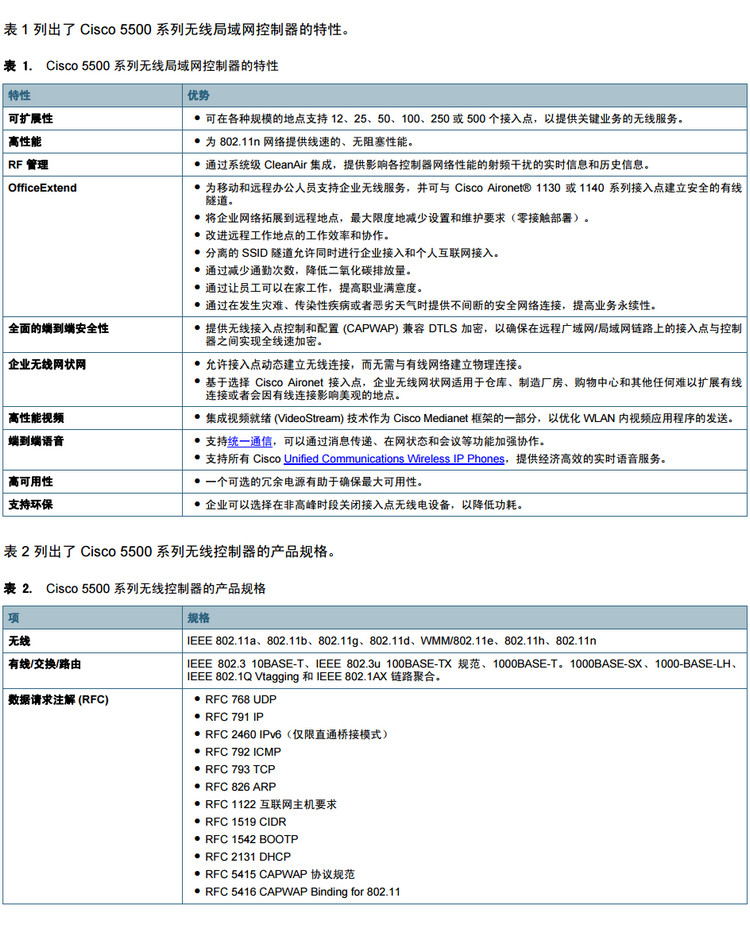 表 1 列出了 Cisco 5500 系列无线局域网控制器的特性。
表 1. Cisco 5500 系列无线局域网控制器的特性
特性 优势
可扩展性 ● 可在各种规模的地点支持 12、25、50、100、250 或 500 个接入点，以提供关键业务的无线服务。
高性能 ● 为 802.11n 网络提供线速的、无阻塞性能。
RF 管理 ● 通过系统级 CleanAir 集成，提供影响各控制器网络性能的射频干扰的实时信息和历史信息。
OfficeExtend ● 为移动和远程办公人员支持企业无线服务，并可与 Cisco Aironet® 1130 或 1140 系列接入点建立安全的有线
隧道。
● 将企业网络拓展到远程地点，最大限度地减少设置和维护要求（零接触部署）。
● 改进远程工作地点的工作效率和协作。
● 分离的 SSID 隧道允许同时进行企业接入和个人互联网接入。
● 通过减少通勤次数，降低二氧化碳排放量。
● 通过让员工可以在家工作，提高职业满意度。
● 通过在发生灾难、传染性疾病或者恶劣天气时提供不间断的安全网络连接，提高业务永续性。
全面的端到端安全性 ● 提供无线接入点控制和配置 (CAPWAP) 兼容 DTLS 加密，以确保在远程广域网/局域网链路上的接入点与控制
器之间实现全线速加密。
企业无线网状网 ● 允许接入点动态建立无线连接，而无需与有线网络建立物理连接。
● 基于选择 Cisco Aironet 接入点，企业无线网状网适用于仓库、制造厂房、购物中心和其他任何难以扩展有线
连接或者会因有线连接影响美观的地点。
高性能视频 ● 集成视频就绪 (VideoStream) 技术作为 Cisco Medianet 框架的一部分，以优化 WLAN 内视频应用程序的发送。
端到端语音 ● 支持统一通信，可以通过消息传递、在网状态和会议等功能加强协作。
● 支持所有 Cisco Unified Communications Wireless IP Phones，提供经济高效的实时语音服务。
高可用性 ● 一个可选的冗余电源有助于确保最大可用性。
支持环保 ● 企业可以选择在非高峰时段关闭接入点无线电设备，以降低功耗。
表 2 列出了 Cisco 5500 系列无线控制器的产品规格。
表 2. Cisco 5500 系列无线控制器的产品规格
项 规格
无线 IEEE 802.11a、802.11b、802.11g、802.11d、WMM/802.11e、802.11h、802.11n
有线/交换/路由 IEEE 802.3 10BASE-T、IEEE 802.3u 100BASE-TX 规范、1000BASE-T。1000BASE-SX、1000-BASE-LH、
IEEE 802.1Q Vtagging 和 IEEE 802.1AX 链路聚合。
数据请求注解 (RFC) ● RFC 768 UDP
● RFC 791 IP
● RFC 2460 IPv6（仅限直通桥接模式）
● RFC 792 ICMP
● RFC 793 TCP
● RFC 826 ARP
● RFC 1122 互联网主机要求
● RFC 1519 CIDR
● RFC 1542 BOOTP
● RFC 2131 DHCP
● RFC 5415 CAPWAP 协议规范
● RFC 5416 CAPWAP Binding for 802.11